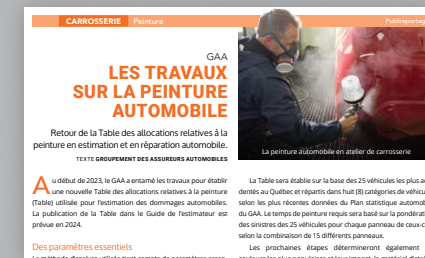 CARROSSERIE Peinture
Publireportag
GAA
LES TRAVAUX
SUR LA PEINTURE
AUTOMOBILE
Retour de la Table des allocations relatives à la
peinture en estimation et en réparation automobile.
TEXTE GROUPEMENT DES ASSUREURS AUTOMOBILES
La peinture automobile en atelier de carrosserie
Au début de 2023, le GAA a entamé les travaux pour établir
une nouvelle Table des allocations relatives à la peinture
(Table) utilisée pour l'estimation des dommages automobiles.
La publication de la Table dans le Guide de l'estimateur est
prévue en 2024.
Des paramètres essentiels
La Table sera établie sur la base des 25 véhicules les plus ac
dentés au Québec et répartis dans huit (8) catégories de véhicu
selon les plus récentes données du Plan statistique automob
du GAA. Le temps de peinture requis sera basé sur la pondérat
des sinistres des 25 véhicules pour chaque panneau de ceux-c
selon la combinaison de 15 différents panneaux.
Les prochaines étapes détermineront également